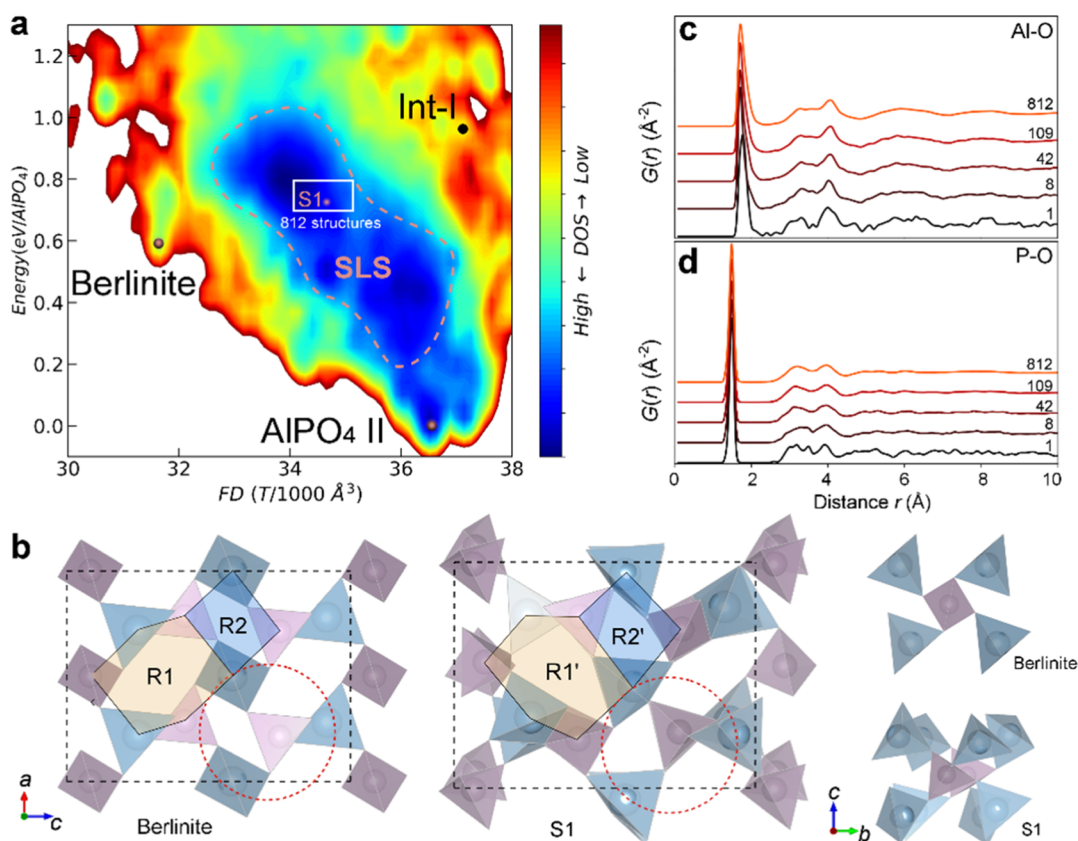 a
Energy(eV/AlPO₄)
1.2
1.0
0.8
0.6
0.4
0.2
0.0
Int-I
S1
812 structures
SLS
Berlinite
AlPO₄ II
30 32 34 36 38
FD (T/1000 Å³)
High ← DOS → Low
c
Al-O
G(r) (Å⁻²)
812
109
42
8
1
d
P-O
G(r) (Å⁻²)
812
109
42
8
1
0 2 4 6 8 10
Distance r (Å)
b
R1
R2
a
c
Berlinite
R1'
R2'
S1
Berlinite
c
b
S1